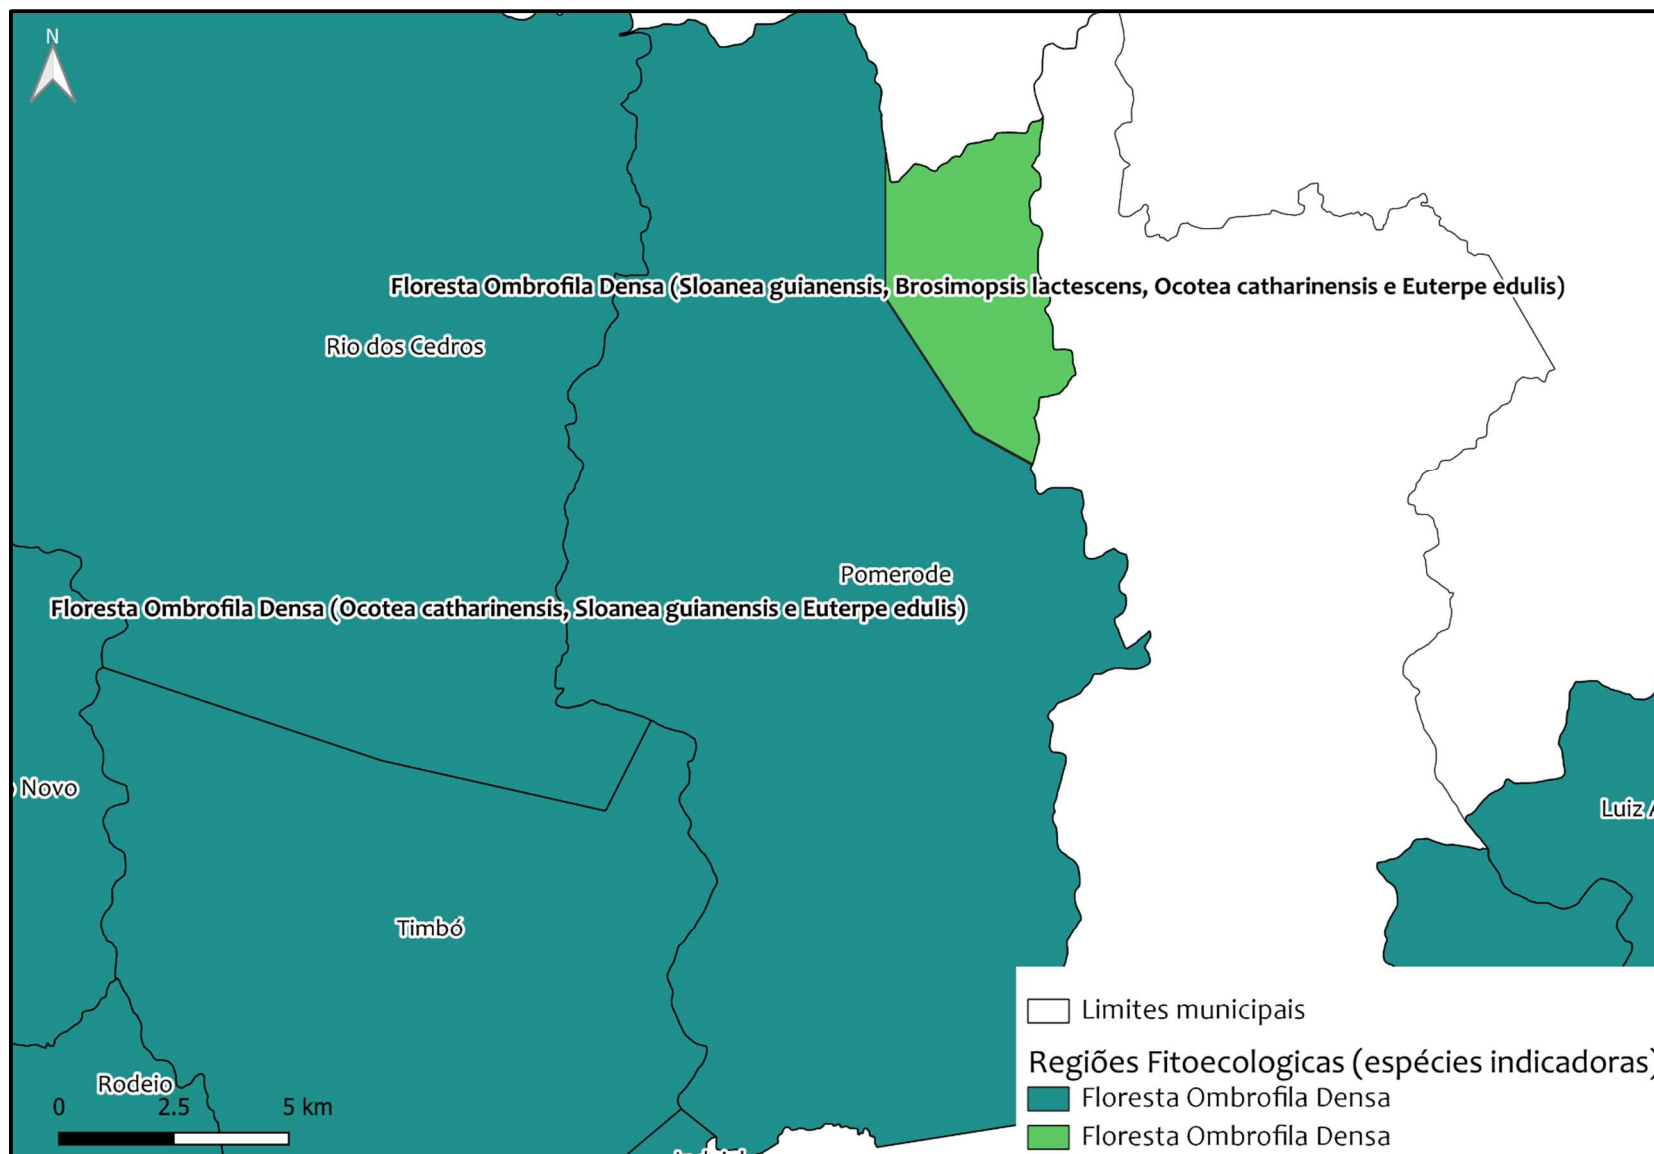 N
Floresta Ombrofila Densa (Sloanea guianensis, Brosimopsis lactescens, Ocotea catharinensis e Euterpe edulis)
Rio dos Cedros
Pomerode
Floresta Ombrofila Densa (Ocotea catharinensis, Sloanea guianensis e Euterpe edulis)
Novo
Luiz
Timbó
Limites municipais
Regiões Fitoecologicas (espécies indicadoras)
Rodeio
Floresta Ombrofila Densa
0 2.5 5 km
Floresta Ombrofila Densa